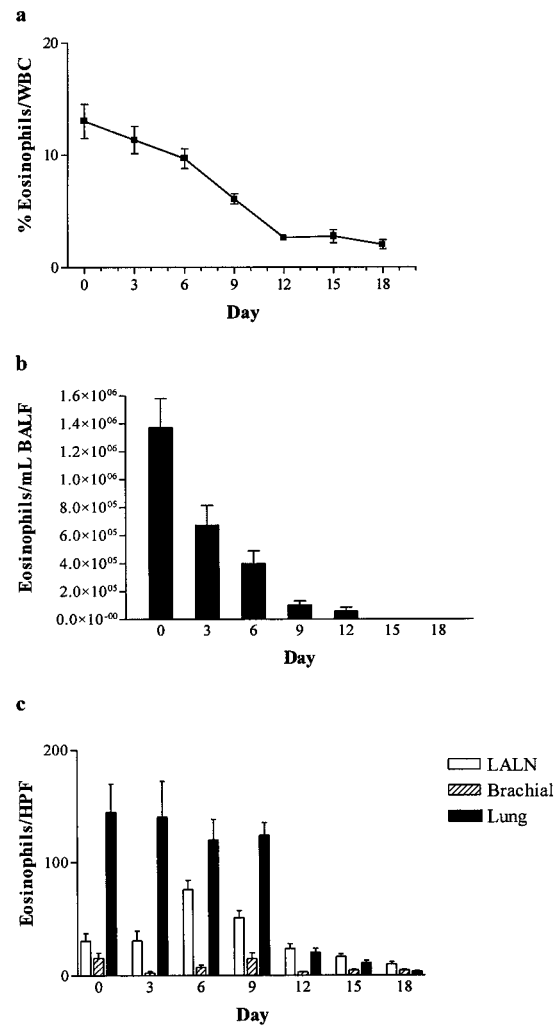 a
% Eosinophils/WBC
20
10
0
0 3 6 9 12 15 18
Day
b
Eosinophils/mL BALF
1.6×10⁰⁶
1.4×10⁰⁶
1.2×10⁰⁶
1.0×10⁰⁶
8.0×10⁰⁵
6.0×10⁰⁵
4.0×10⁰⁵
2.0×10⁰⁵
0.0×10⁻⁰⁰
0 3 6 9 12 15 18
Day
c
Eosinophils/HPF
200
100
0
0 3 6 9 12 15 18
Day
LALN
Brachial
Lung